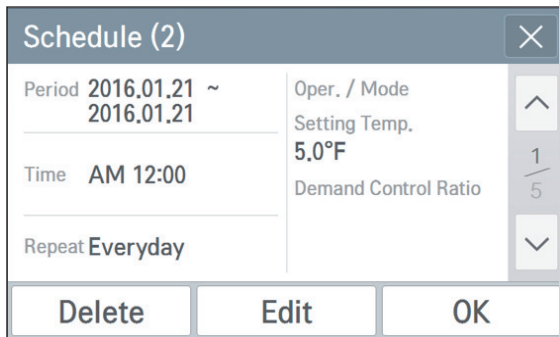 Schedule (2)
Period 2016.01.21 ~
2016.01.21
Time AM 12:00
Repeat Everyday
Oper. / Mode
Setting Temp.
5.0°F
Demand Control Ratio
1
5
Delete Edit OK